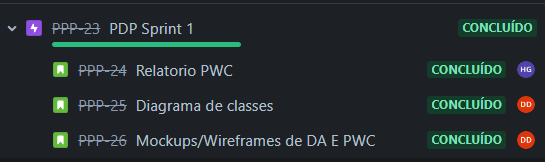 PPP-23 PDP Sprint 1 CONCLUÍDO
PPP-24 Relatorio PWC CONCLUÍDO HG
PPP-25 Diagrama de classes CONCLUÍDO DD
PPP-26 Mockups/Wireframes de DA E PWC CONCLUÍDO DD